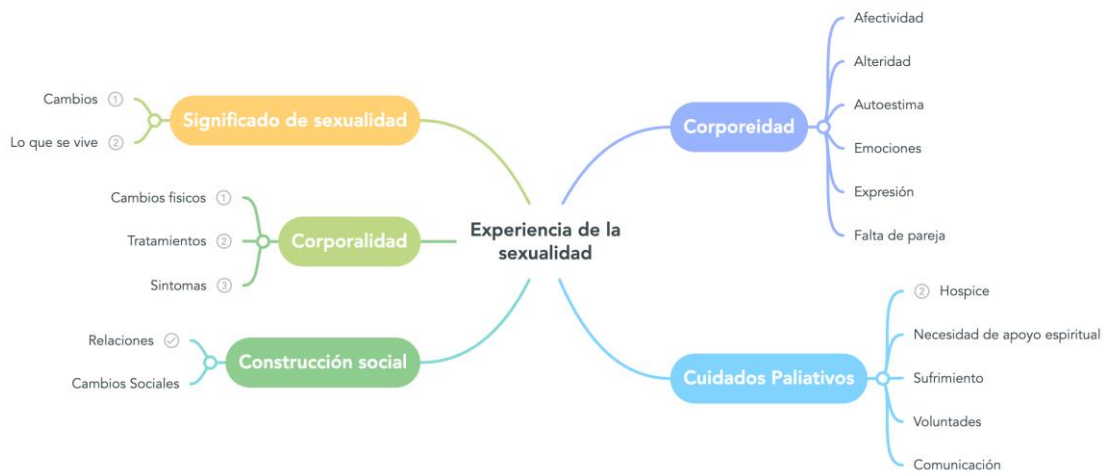 Experiencia de la
sexualidad
Significado de sexualidad
Cambios 1
Lo que se vive 2
Corporalidad
Cambios fisicos 1
Tratamientos 2
Sintomas 3
Construcción social
Relaciones
Cambios Sociales
Corporeidad
Afectividad
Alteridad
Autoestima
Emociones
Expresión
Falta de pareja
Cuidados Paliativos
2 Hospice
Necesidad de apoyo espiritual
Sufrimiento
Voluntades
Comunicación